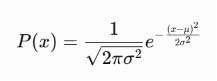 P(x) = \frac{1}{\sqrt{2\pi\sigma^2}} e^{-\frac{(x-\mu)^2}{2\sigma^2}}